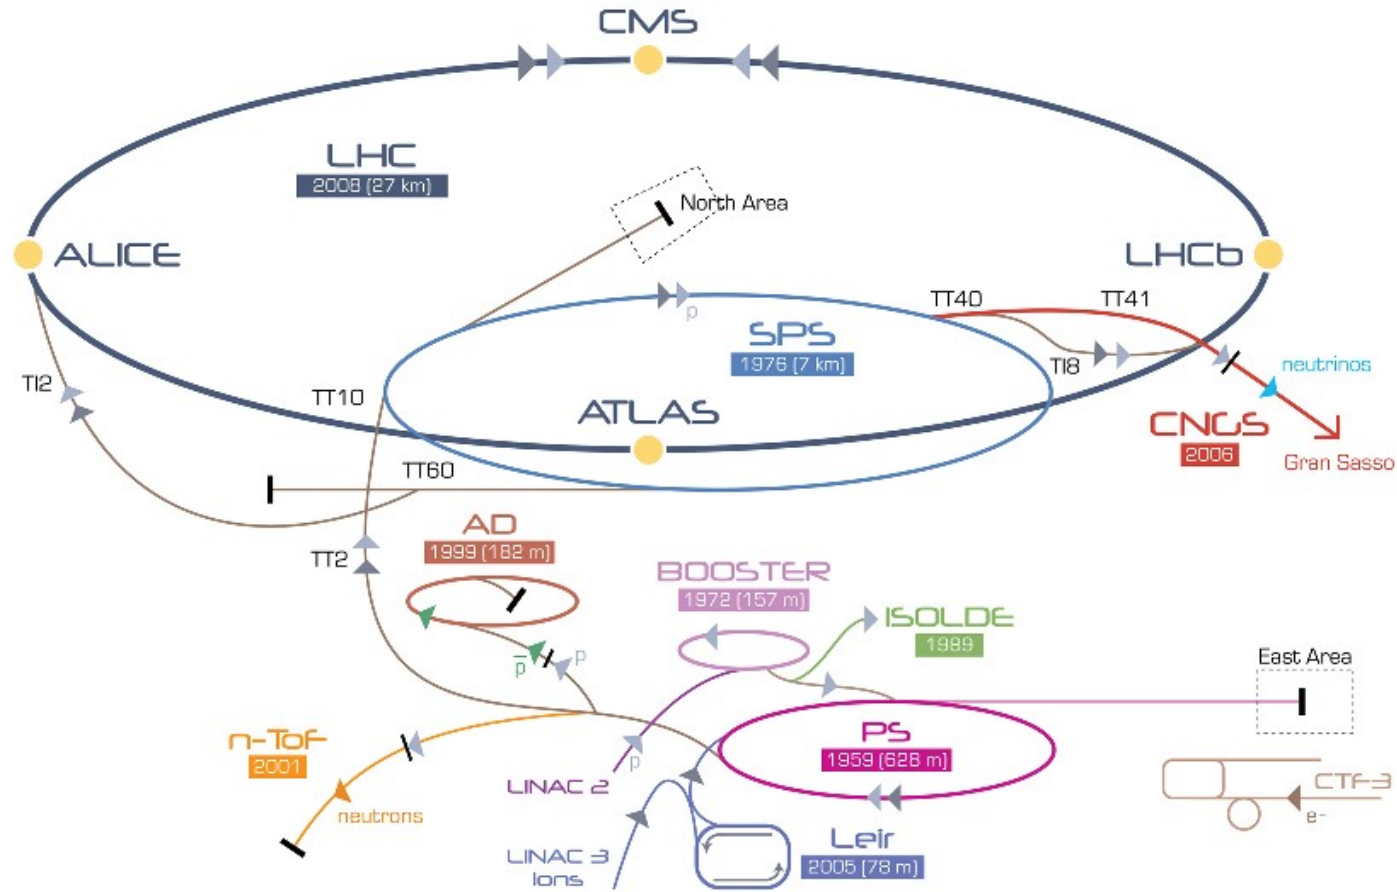 CMS
LHC
2008 (27 km)
North Area
ALICE
LHCb
TT40
TT41
p
SPS
1976 (7 km)
TI8
neutrinos
TI2
TT10
ATLAS
CNGS
2006
Gran Sasso
TT60
AD
1999 (182 m)
TT2
BOOSTER
1972 (157 m)
ISOLDE
1989
p̅
p
East Area
n-ToF
2001
PS
1959 (628 m)
p
LINAC 2
neutrons
CTF-3
e-
LINAC 3
Ions
Leir
2005 (78 m)